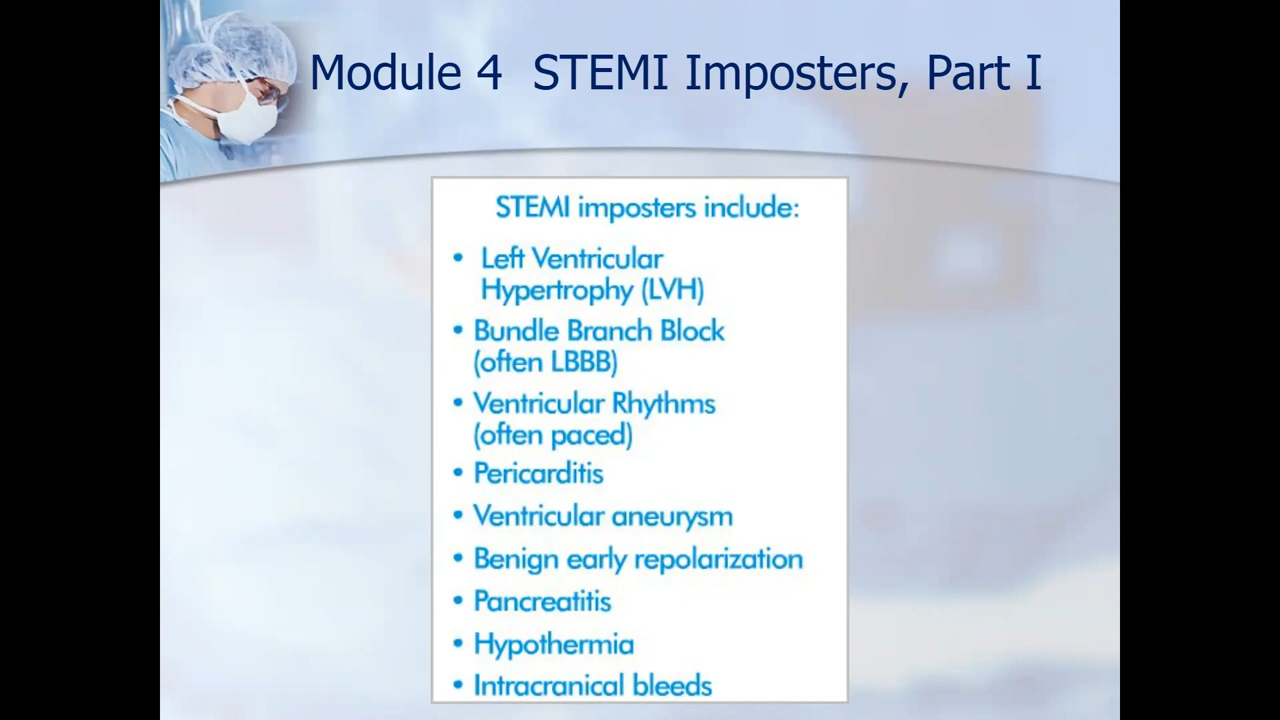 Module 4 STEMI Imposters, Part I
STEMI imposters include:
• Left Ventricular
Hypertrophy (LVH)
• Bundle Branch Block
(often LBBB)
• Ventricular Rhythms
(often paced)
• Pericarditis
• Ventricular aneurysm
• Benign early repolarization
• Pancreatitis
• Hypothermia
• Intracranical bleeds